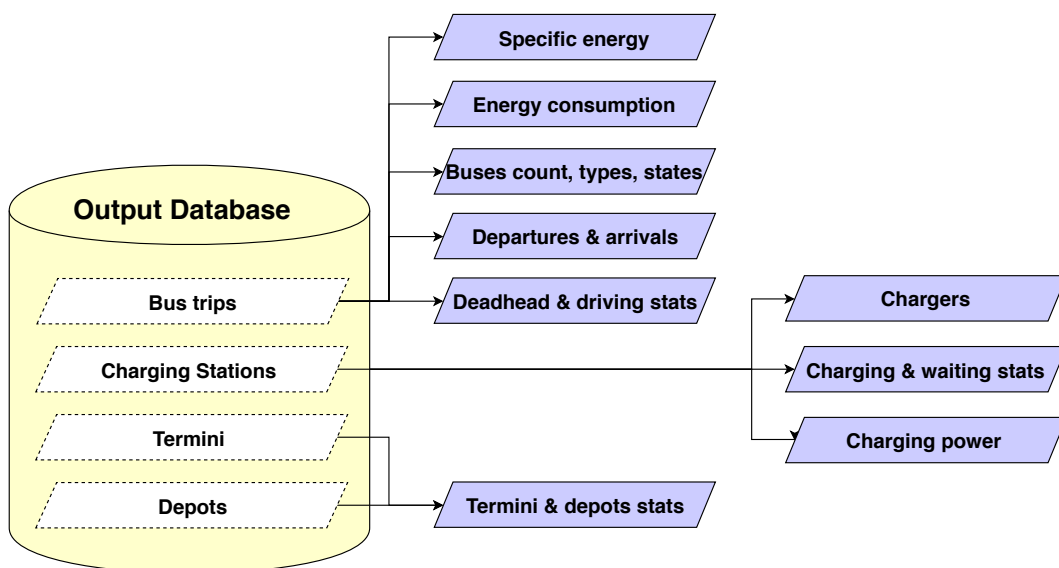 Specific energy
Energy consumption
Buses count, types, states
Output Database
Departures & arrivals
Bus trips
Deadhead & driving stats
Chargers
Charging Stations
Charging & waiting stats
Termini
Charging power
Depots
Termini & depots stats